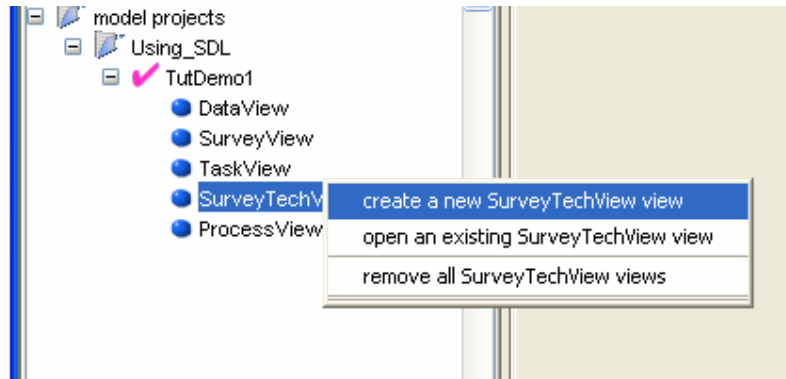 model projects
Using_SDL
TutDemo1
DataView
SurveyView
TaskView
SurveyTechV
ProcessView
create a new SurveyTechView view
open an existing SurveyTechView view
remove all SurveyTechView views